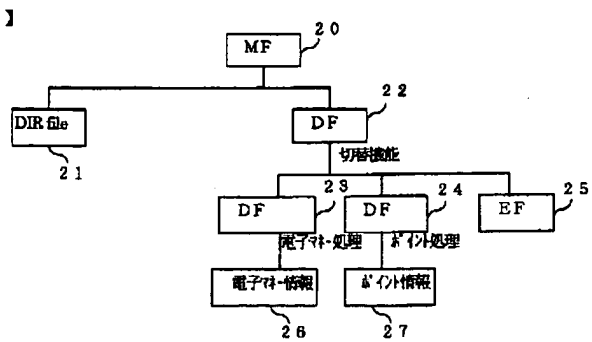 】
MF
20
DIR file
21
DF
22
切替機能
DF
23
電子マネー処理
DF
24
ポイント処理
EF
25
電子マネー情報
26
ポイント情報
27